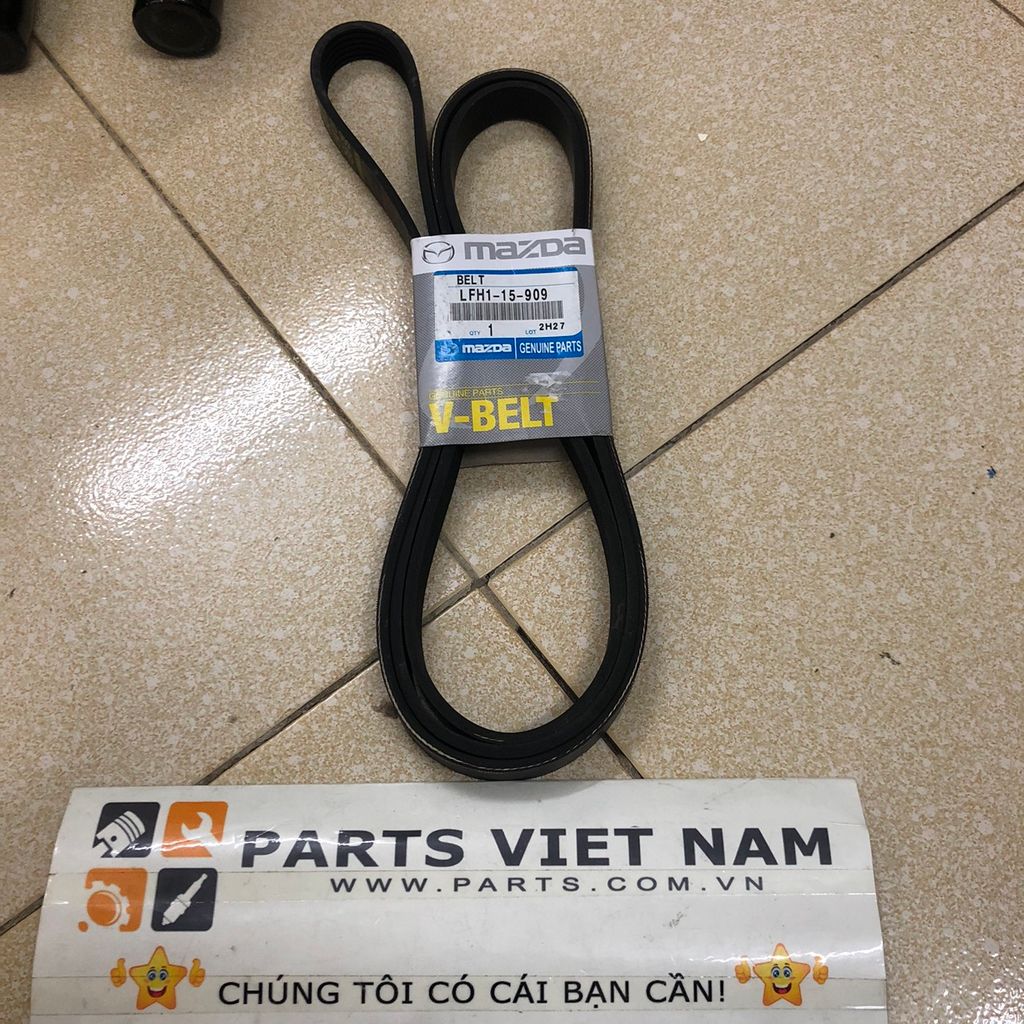 mazda
BELT
LFH1-15-909
QTY 1 LOT 2H27
mazda GENUINE PARTS
GENUINE PARTS
V-BELT
PARTS VIET NAM
WWW.PARTS.COM.VN
CHÚNG TÔI CÓ CÁI BẠN CẦN!